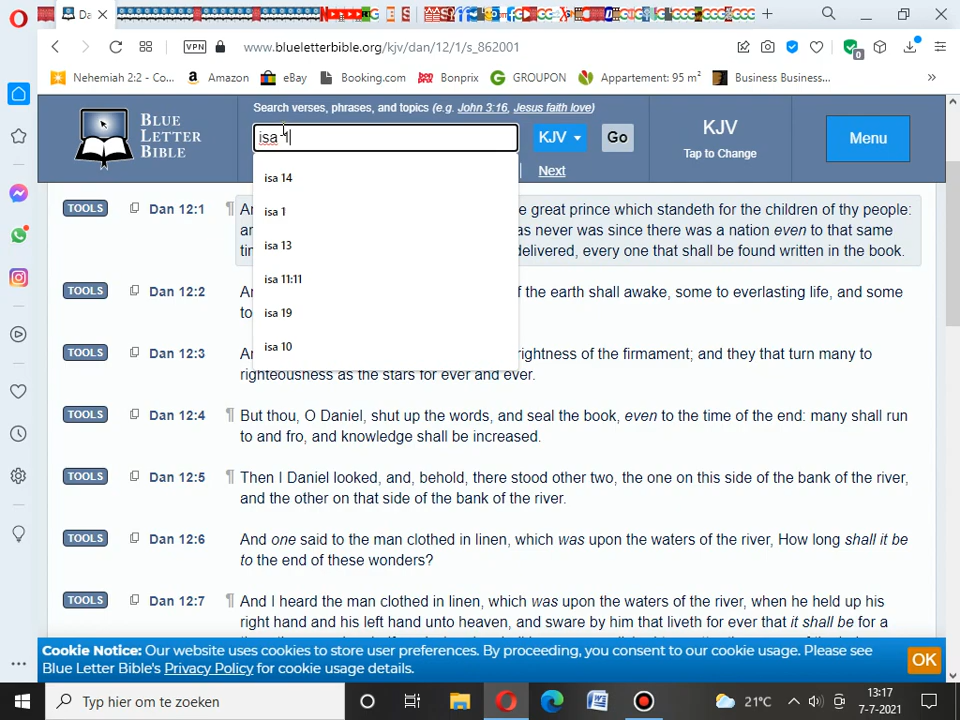 Da
www.blueletterbible.org/kjv/dan/12/1/s_862001
VPN
0
Nehemiah 2:2 - Co...
Amazon
eBay
Booking.com
Bonprix
GROUPON
Appartement: 95 m²
Business Business...
BLUE
LETTER
BIBLE
Search verses, phrases, and topics (e.g. John 3:16, Jesus faith love)
isa 1
KJV
Go
Next
KJV
Tap to Change
Menu
isa 14
isa 1
isa 13
isa 11:11
isa 19
isa 10
TOOLS Dan 12:1 ¶ e great prince which standeth for the children of thy people:
as never was since there was a nation even to that same
tim delivered, every one that shall be found written in the book.
TOOLS Dan 12:2 f the earth shall awake, some to everlasting life, and some
to
TOOLS Dan 12:3 rightness of the firmament; and they that turn many to
righteousness as the stars for ever and ever.
TOOLS Dan 12:4 ¶ But thou, O Daniel, shut up the words, and seal the book, even to the time of the end: many shall run
to and fro, and knowledge shall be increased.
TOOLS Dan 12:5 ¶ Then I Daniel looked, and, behold, there stood other two, the one on this side of the bank of the river,
and the other on that side of the bank of the river.
TOOLS Dan 12:6 And one said to the man clothed in linen, which was upon the waters of the river, How long shall it be
to the end of these wonders?
TOOLS Dan 12:7 ¶ And I heard the man clothed in linen, which was upon the waters of the river, when he held up his
right hand and his left hand unto heaven, and sware by him that liveth for ever that it shall be for a
Cookie Notice: Our website uses cookies to store user preferences. By proceeding, you consent to our cookie usage. Please see
Blue Letter Bible's Privacy Policy for cookie usage details.
OK
Typ hier om te zoeken
21°C
13:17
7-7-2021